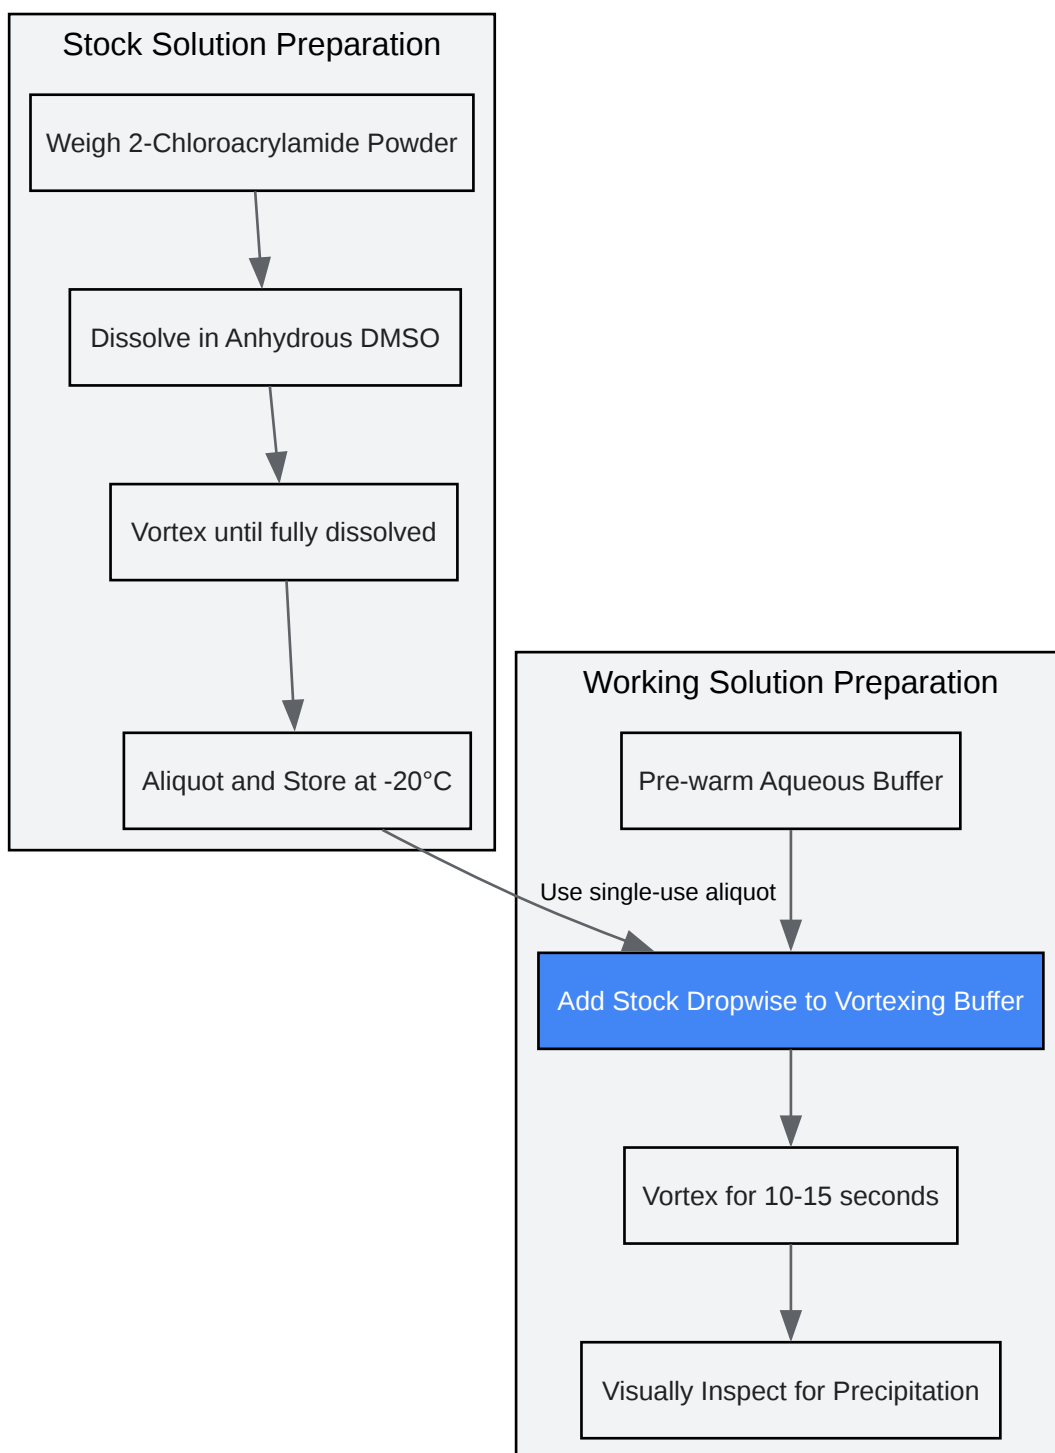 Stock Solution Preparation
Weigh 2-Chloroacrylamide Powder
Dissolve in Anhydrous DMSO
Vortex until fully dissolved
Aliquot and Store at -20°C
Working Solution Preparation
Pre-warm Aqueous Buffer
Use single-use aliquot
Add Stock Dropwise to Vortexing Buffer
Vortex for 10-15 seconds
Visually Inspect for Precipitation